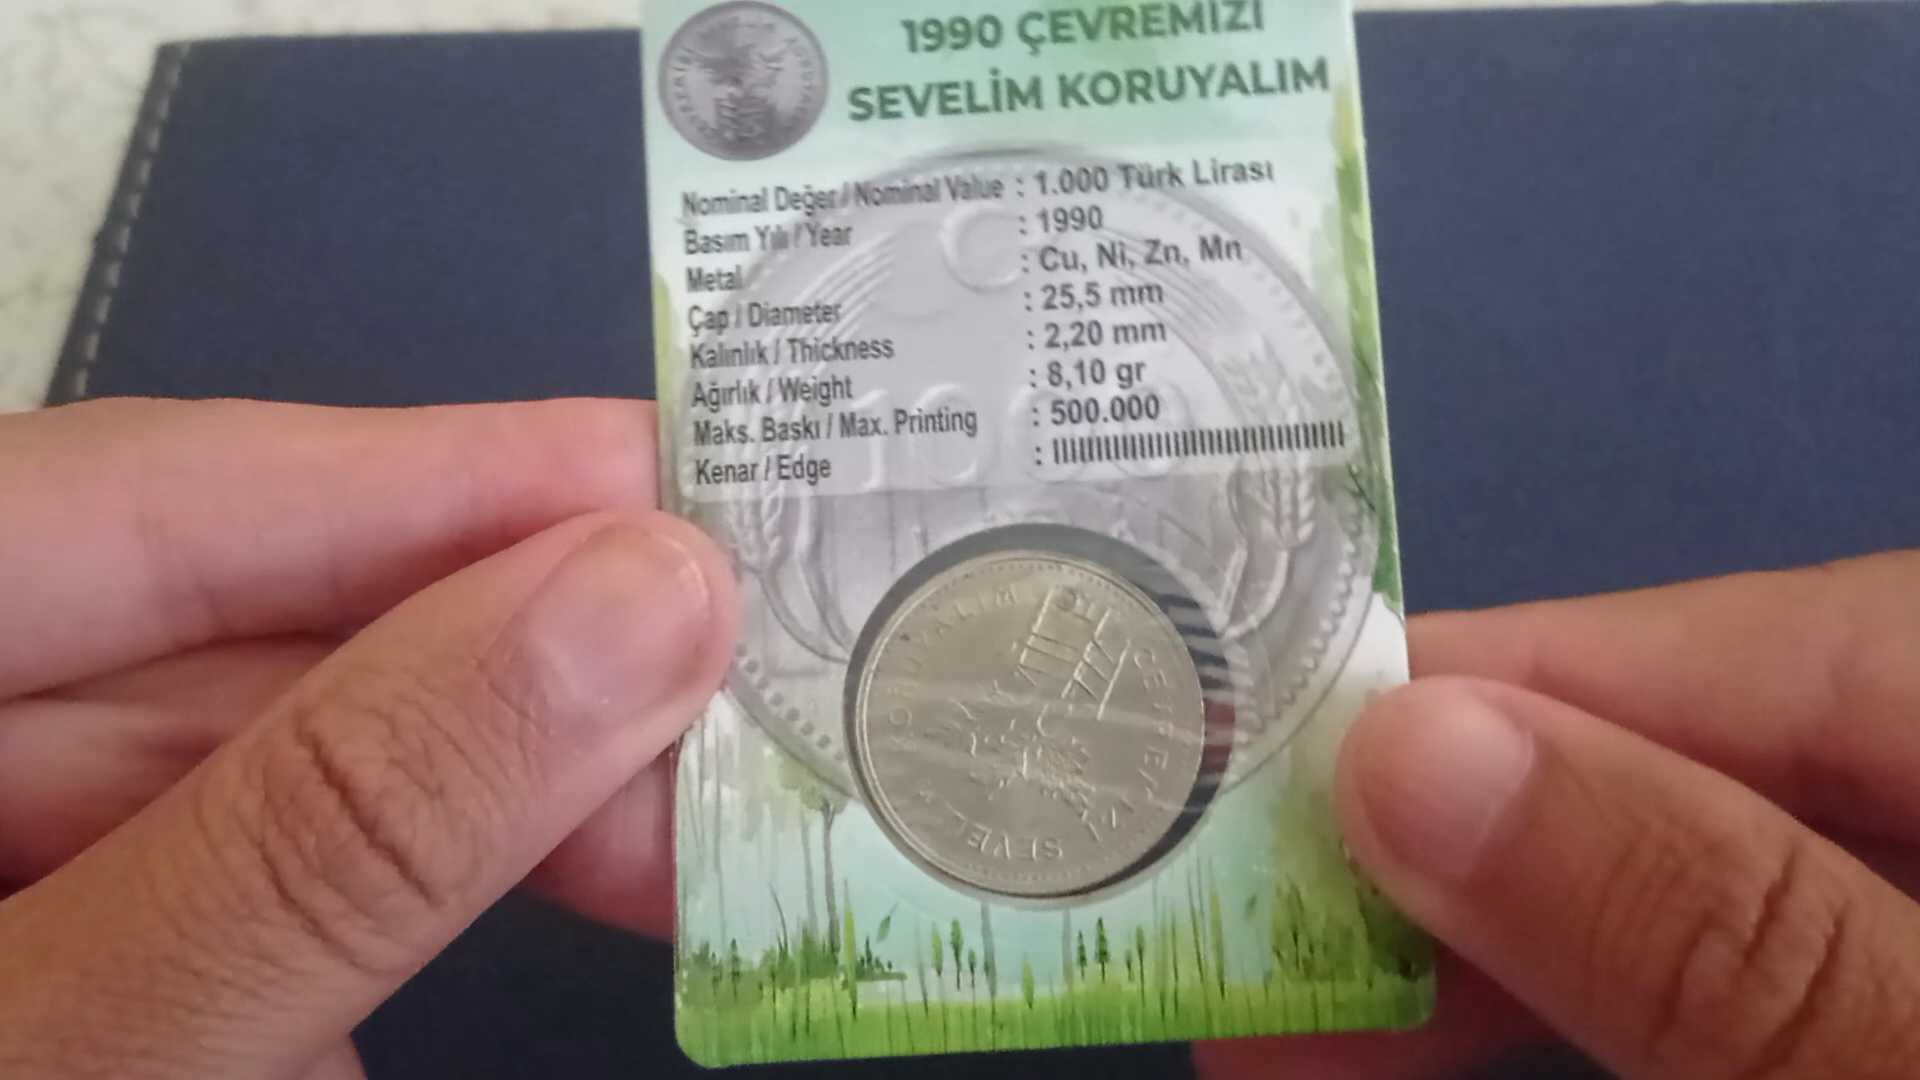 1990 ÇEVREMİZİ
SEVELİM KORUYALIM
Nominal Değer / Nominal Value : 1.000 Türk Lirası
Basım Yılı / Year : 1990
Metal : Cu, Ni, Zn, Mn
Çap / Diameter : 25,5 mm
Kalınlık / Thickness : 2,20 mm
Ağırlık / Weight : 8,10 gr
Maks. Baskı / Max. Printing : 500.000
Kenar / Edge :
ÇEVREMİZİ SEVELİM KORUYALIM